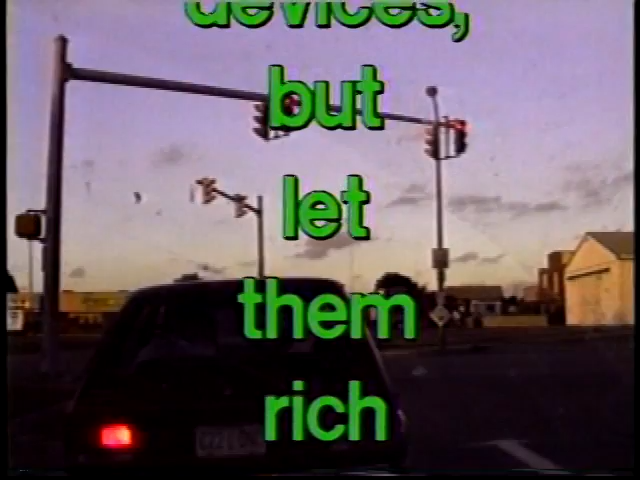 devices,
but
let
them
rich